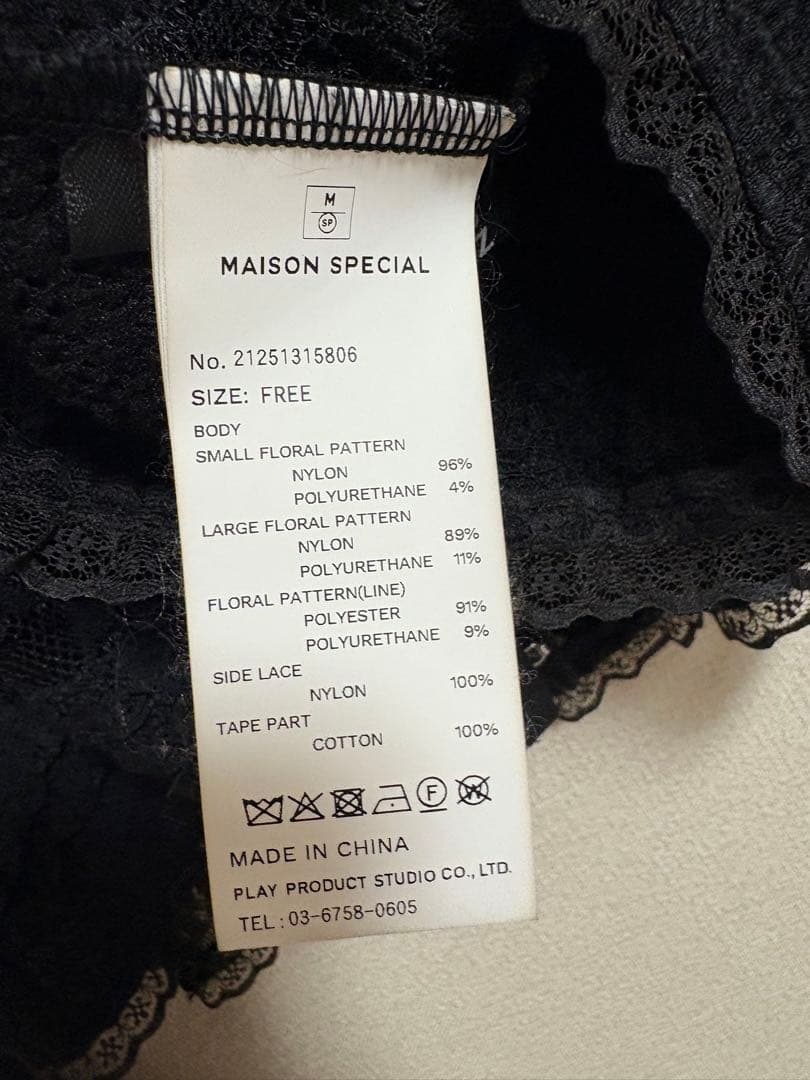 M
SP
MAISON SPECIAL
No. 21251315806
SIZE: FREE
BODY
SMALL FLORAL PATTERN
NYLON 96%
POLYURETHANE 4%
LARGE FLORAL PATTERN
NYLON 89%
POLYURETHANE 11%
FLORAL PATTERN(LINE)
POLYESTER 91%
POLYURETHANE 9%
SIDE LACE
NYLON 100%
TAPE PART
COTTON 100%
F W
MADE IN CHINA
PLAY PRODUCT STUDIO CO., LTD.
TEL : 03-6758-0605